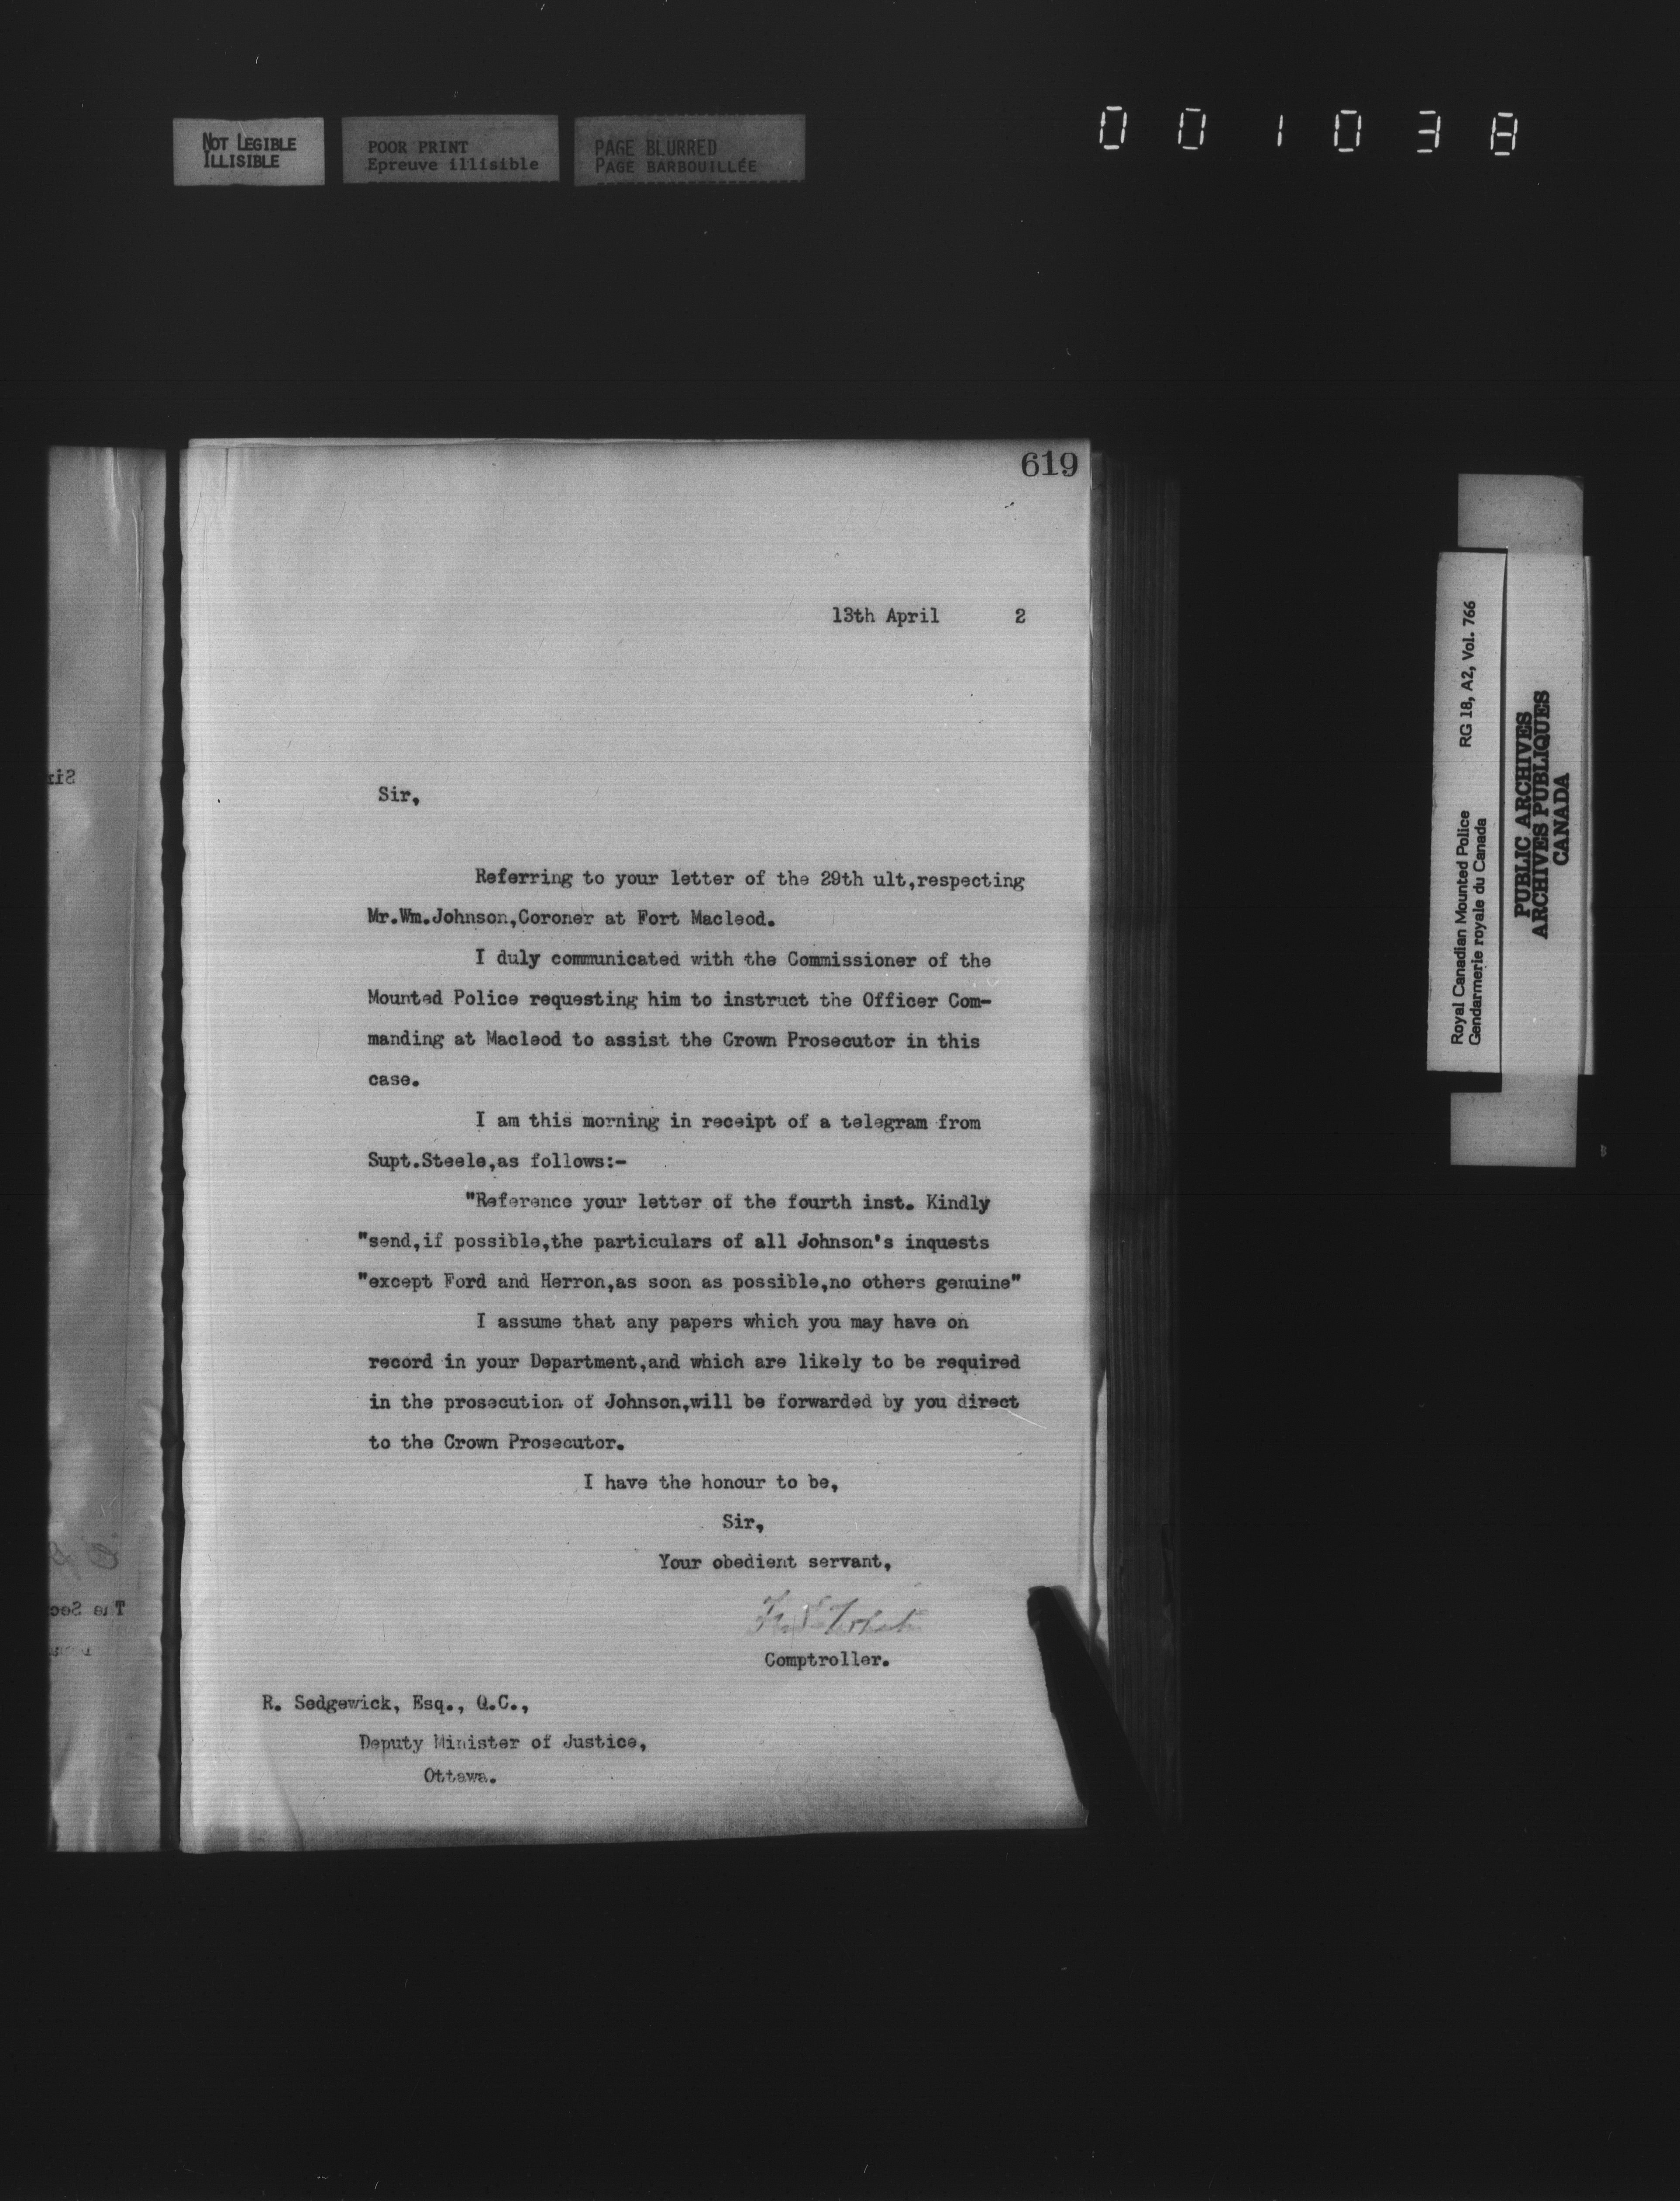 NOT LEGIBLE
ILLISIBLE
POOR PRINT
Epreuve illisible
PAGE BLURRED
PAGE BARBOUILLÉE
001038
619
13th April 2
Sir,
Referring to your letter of the 29th ult,respecting
Mr.Wm.Johnson,Coroner at Fort Macleod.
I duly communicated with the Commissioner of the
Mounted Police requesting him to instruct the Officer Com-
manding at Macleod to assist the Crown Prosecutor in this
case.
I am this morning in receipt of a telegram from
Supt.Steele,as follows:-
"Reference your letter of the fourth inst. Kindly
"send,if possible,the particulars of all Johnson's inquests
"except Ford and Herron,as soon as possible,no others genuine"
I assume that any papers which you may have on
record in your Department,and which are likely to be required
in the prosecution of Johnson,will be forwarded by you direct
to the Crown Prosecutor.
I have the honour to be,
Sir,
Your obedient servant,
Fred White
Comptroller.
R. Sedgewick, Esq., Q.C.,
Deputy Minister of Justice,
Ottawa.
Royal Canadian Mounted Police RG 18, A2, Vol. 766
Gendarmerie royale du Canada
PUBLIC ARCHIVES
ARCHIVES PUBLIQUES
CANADA